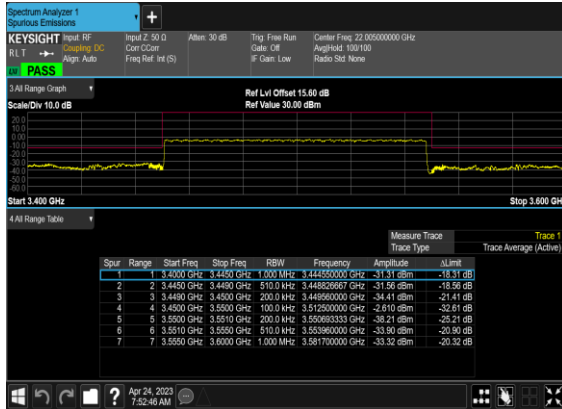 Spectrum Analyzer 1
Spurious Emissions
+
KEYSIGHT Input: RF Input Z: 50 Ω Atten: 30 dB Trig: Free Run Center Freq: 22.005000000 GHz
RLT Coupling: DC Corr CCorr Gate: Off Avg|Hold: 100/100
Align: Auto Freq Ref: Int (S) IF Gain: Low Radio Std: None
PASS
3 All Range Graph
Ref Lvl Offset 15.60 dB
Scale/Div 10.0 dB Ref Value 30.00 dBm
20.0
10.0
0.00
-10.0
-20.0
-30.0
-40.0
-50.0
-60.0
Start 3.400 GHz Stop 3.600 GH
4 All Range Table
Measure Trace Trace 1
Trace Type Trace Average (Active)
Spur Range Start Freq Stop Freq RBW Frequency Amplitude ΔLimit
1 1 3.4000 GHz 3.4450 GHz 1.000 MHz 3.444550000 GHz -31.31 dBm -18.31 dB
2 2 3.4450 GHz 3.4490 GHz 510.0 kHz 3.448826667 GHz -31.56 dBm -18.56 dB
3 3 3.4490 GHz 3.4500 GHz 200.0 kHz 3.449560000 GHz -34.41 dBm -21.41 dB
4 4 3.4500 GHz 3.5500 GHz 100.0 kHz 3.512500000 GHz -2.610 dBm -32.61 dB
5 5 3.5500 GHz 3.5510 GHz 200.0 kHz 3.550693333 GHz -38.21 dBm -25.21 dB
6 6 3.5510 GHz 3.5550 GHz 510.0 kHz 3.553960000 GHz -33.90 dBm -20.90 dB
7 7 3.5550 GHz 3.6000 GHz 1.000 MHz 3.581700000 GHz -33.32 dBm -20.32 dB
? Apr 24, 2023
7:52:46 AM